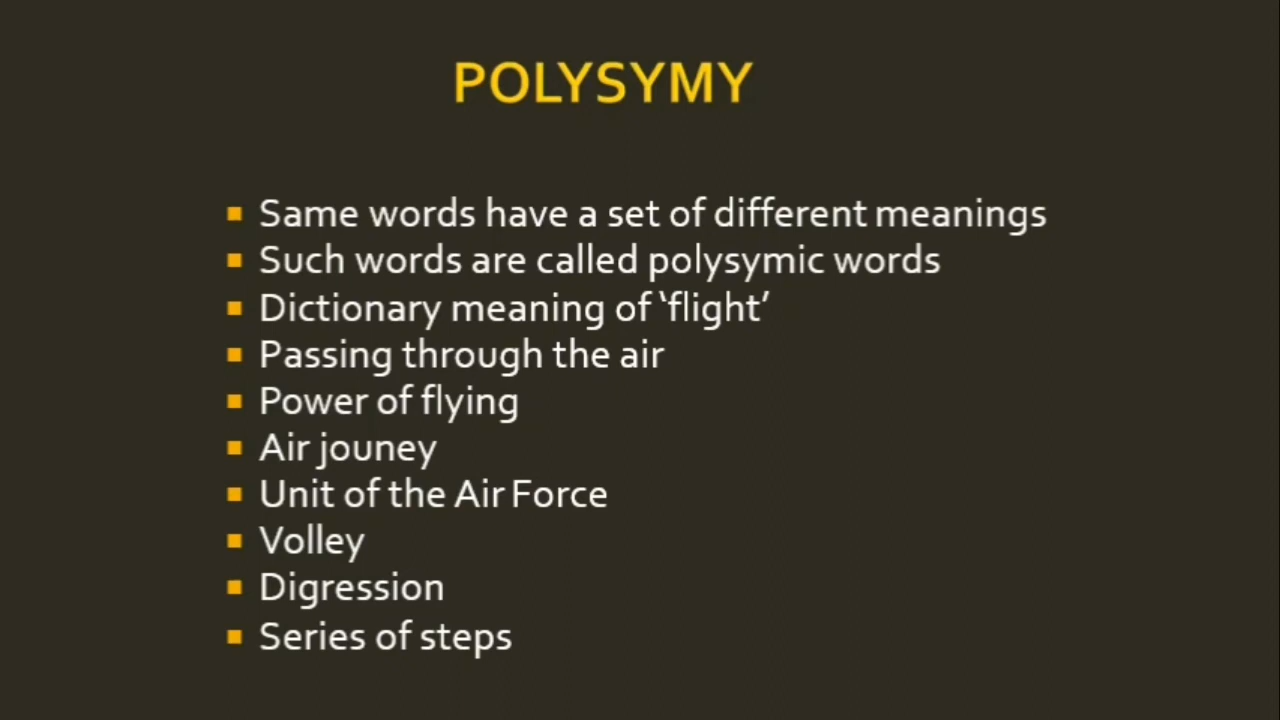 POLYSYMY
▪ Same words have a set of different meanings
▪ Such words are called polysymic words
▪ Dictionary meaning of ‘flight’
▪ Passing through the air
▪ Power of flying
▪ Air jouney
▪ Unit of the Air Force
▪ Volley
▪ Digression
▪ Series of steps